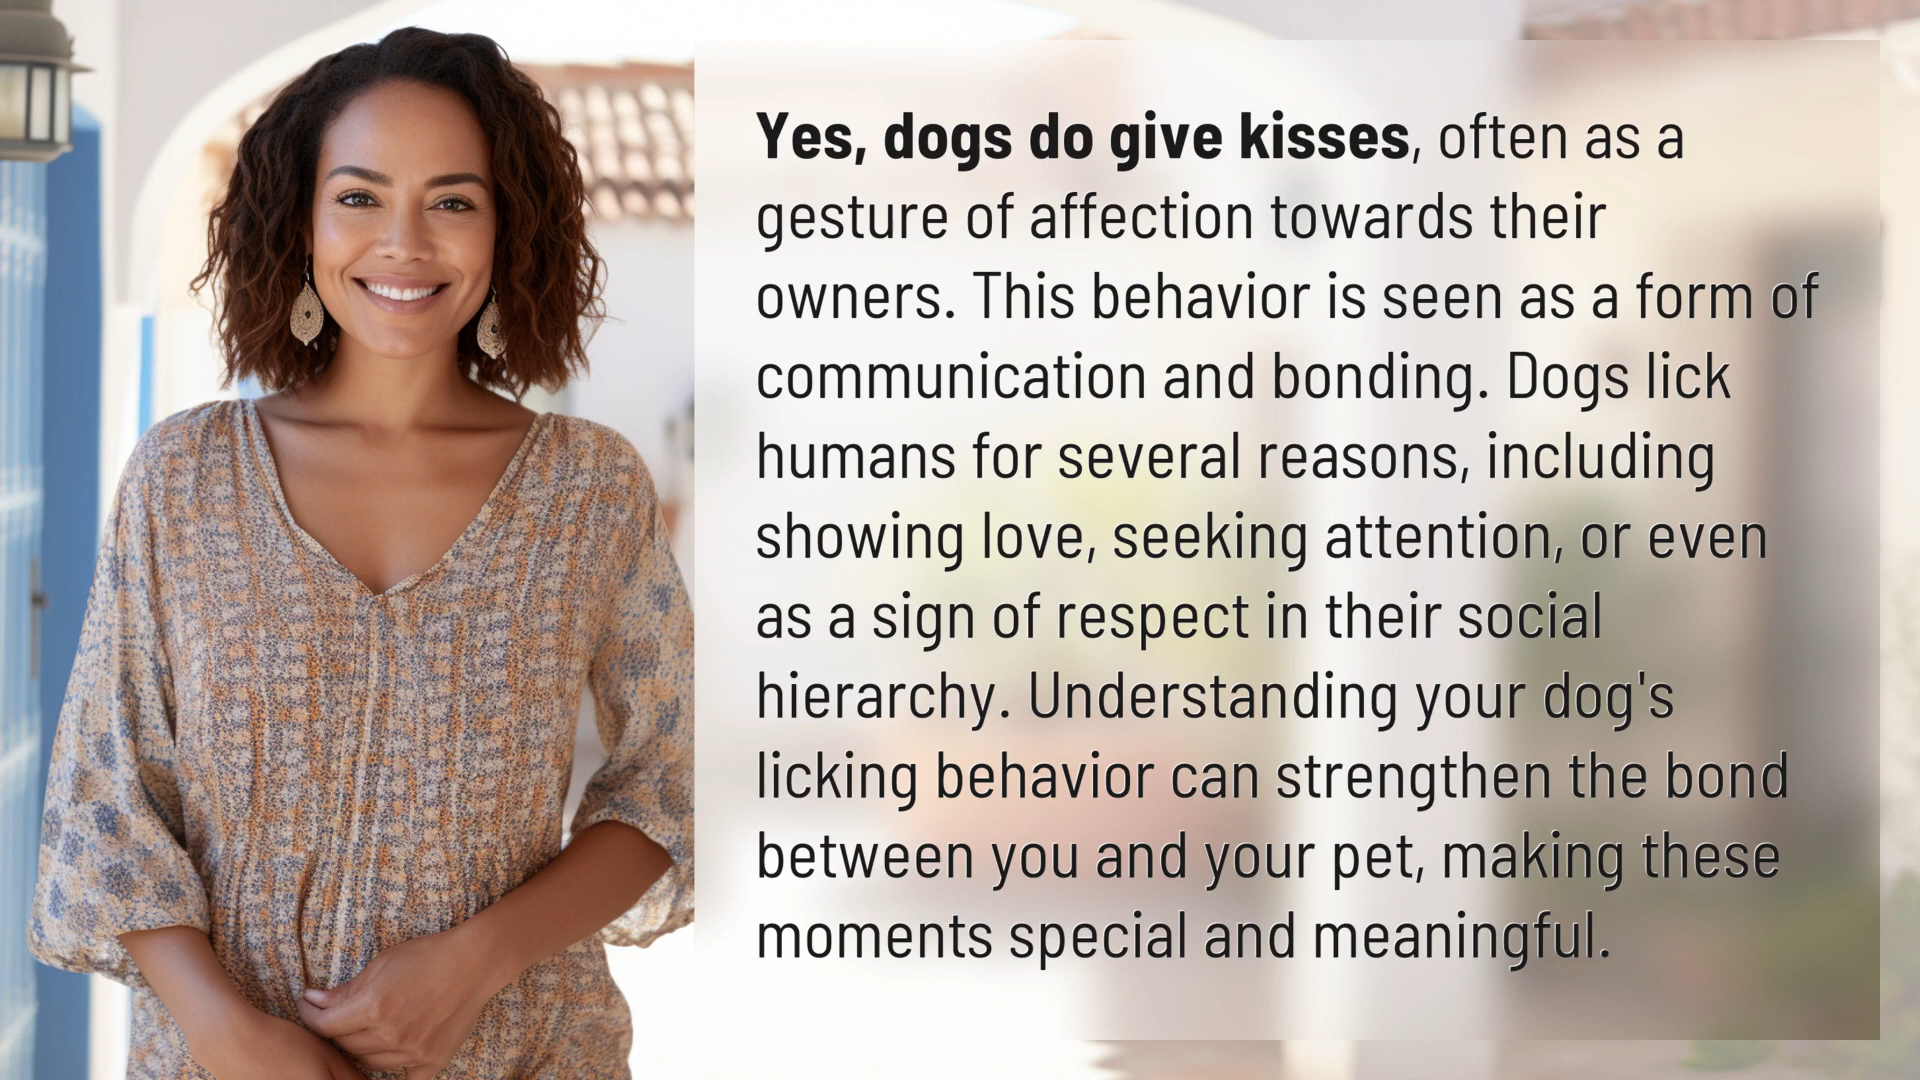 Yes, dogs do give kisses, often as a
gesture of affection towards their
owners. This behavior is seen as a form of
communication and bonding. Dogs lick
humans for several reasons, including
showing love, seeking attention, or even
as a sign of respect in their social
hierarchy. Understanding your dog's
licking behavior can strengthen the bond
between you and your pet, making these
moments special and meaningful.